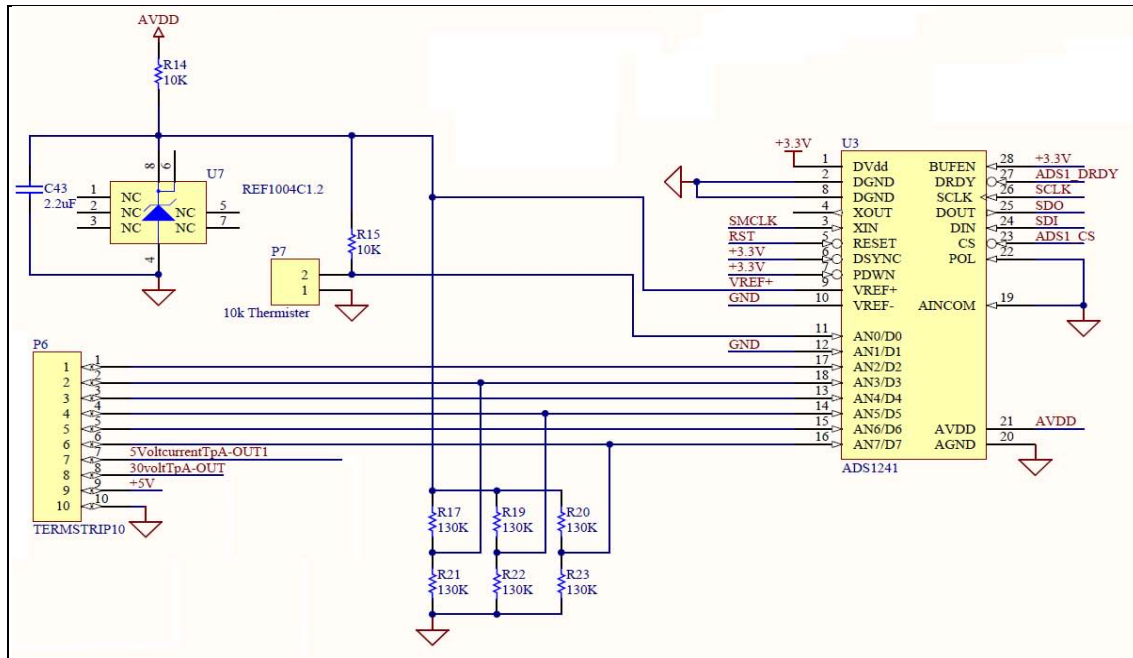 AVDD
R14
10K
8
6
U7
REF1004C1.2
C43
2.2uF
1
NC
2
NC
NC
5
3
NC
NC
7
4
R15
10K
P7
2
1
10k Thermister
P6
1
1
2
2
3
3
4
4
5
5
6
6
7
7
5VoltcurrentTpA-OUT1
8
8
30voltTpA-OUT
9
9
+5V
10
10
TERMSTRIP10
R17
130K
R19
130K
R20
130K
R21
130K
R22
130K
R23
130K
U3
+3.3V
1
DVdd
2
DGND
8
DGND
4
XOUT
SMCLK
3
XIN
RST
5
RESET
+3.3V
6
DSYNC
+3.3V
7
PDWN
VREF+
9
VREF+
GND
10
VREF-
11
AN0/D0
GND
12
AN1/D1
17
AN2/D2
18
AN3/D3
13
AN4/D4
14
AN5/D5
15
AN6/D6
16
AN7/D7
BUFEN
28
+3.3V
DRDY
27
ADS1_DRDY
SCLK
26
SCLK
DOUT
25
SDO
DIN
24
SDI
CS
23
ADS1_CS
POL
22
AINCOM
19
AVDD
21
AVDD
AGND
20
ADS1241